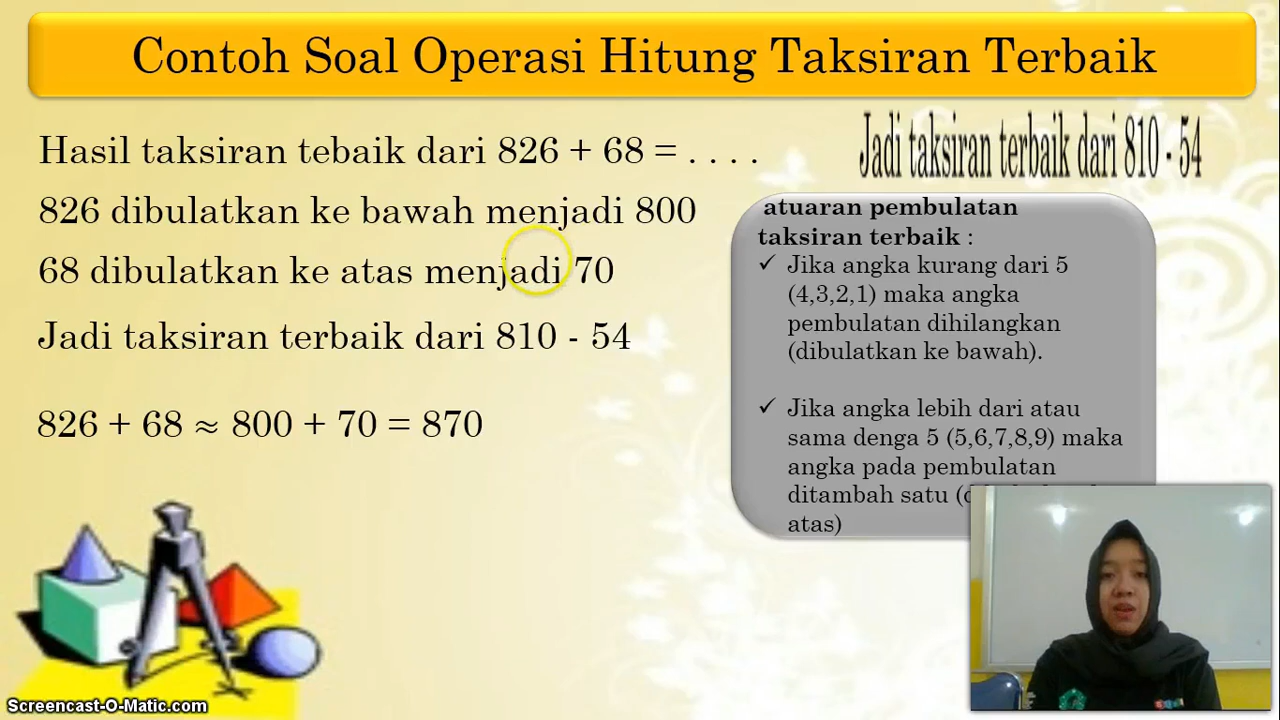 Contoh Soal Operasi Hitung Taksiran Terbaik
Hasil taksiran tebaik dari 826 + 68 = . . . .
826 dibulatkan ke bawah menjadi 800
68 dibulatkan ke atas menjadi 70
Jadi taksiran terbaik dari 810 - 54
826 + 68 ≈ 800 + 70 = 870
Jadi taksiran terbaik dari 810 - 54
atuaran pembulatan
taksiran terbaik :
✓ Jika angka kurang dari 5
(4,3,2,1) maka angka
pembulatan dihilangkan
(dibulatkan ke bawah).
✓ Jika angka lebih dari atau
sama denga 5 (5,6,7,8,9) maka
angka pada pembulatan
ditambah satu
atas)
Screencast-O-Matic.com